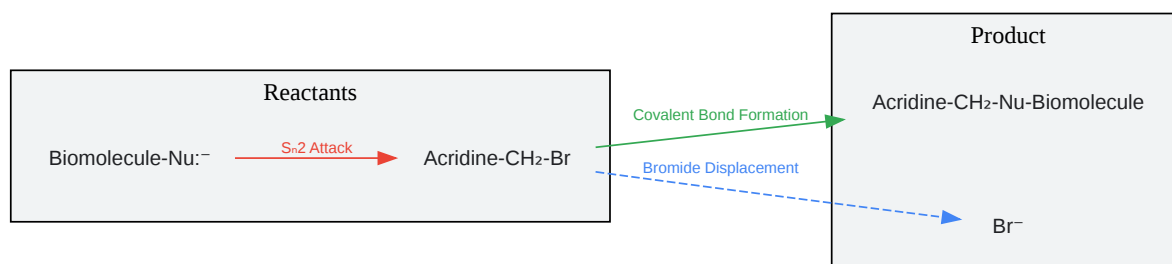 Product
Reactants
Acridine-CH₂-Nu-Biomolecule
Covalent Bond Formation
Biomolecule-Nu:⁻
Sₙ2 Attack
Acridine-CH₂-Br
Bromide Displacement
Br⁻